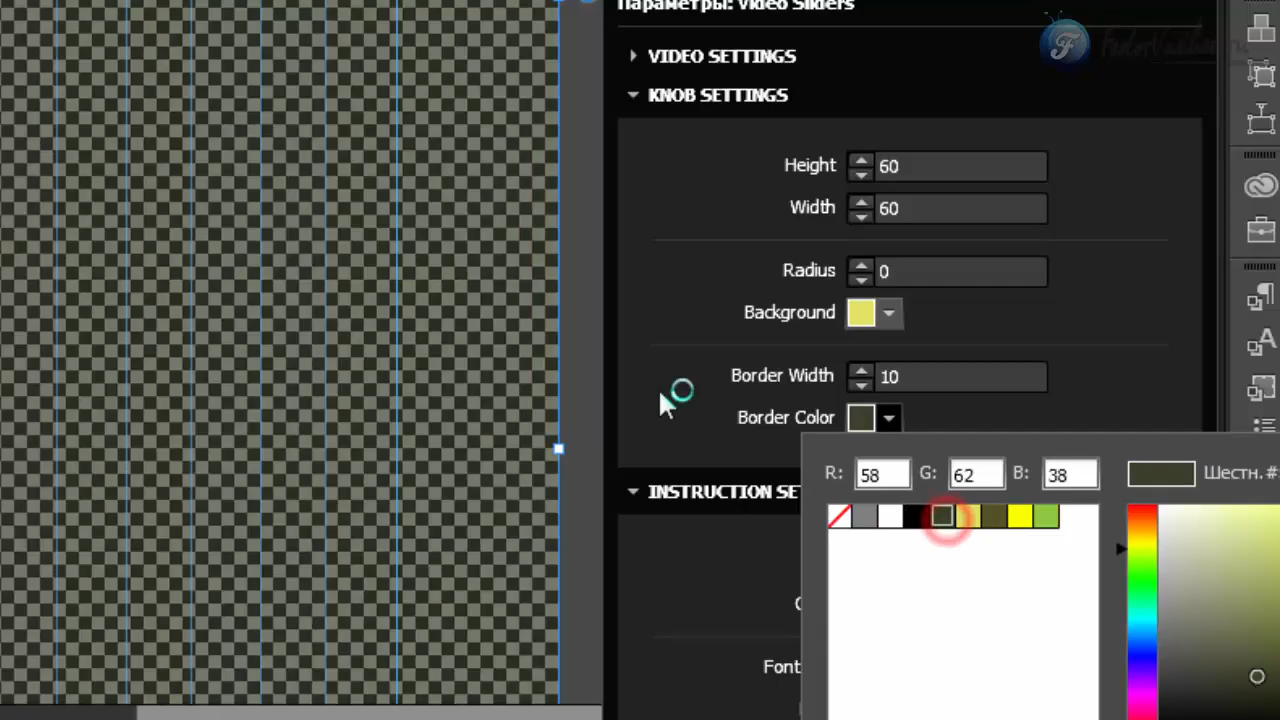 Параметры: Video Sliders
VIDEO SETTINGS
KNOB SETTINGS
Height 60
Width 60
Radius 0
Background
Border Width 10
Border Color
R: 58 G: 62 B: 38 Шестн. #
INSTRUCTION SE
Font